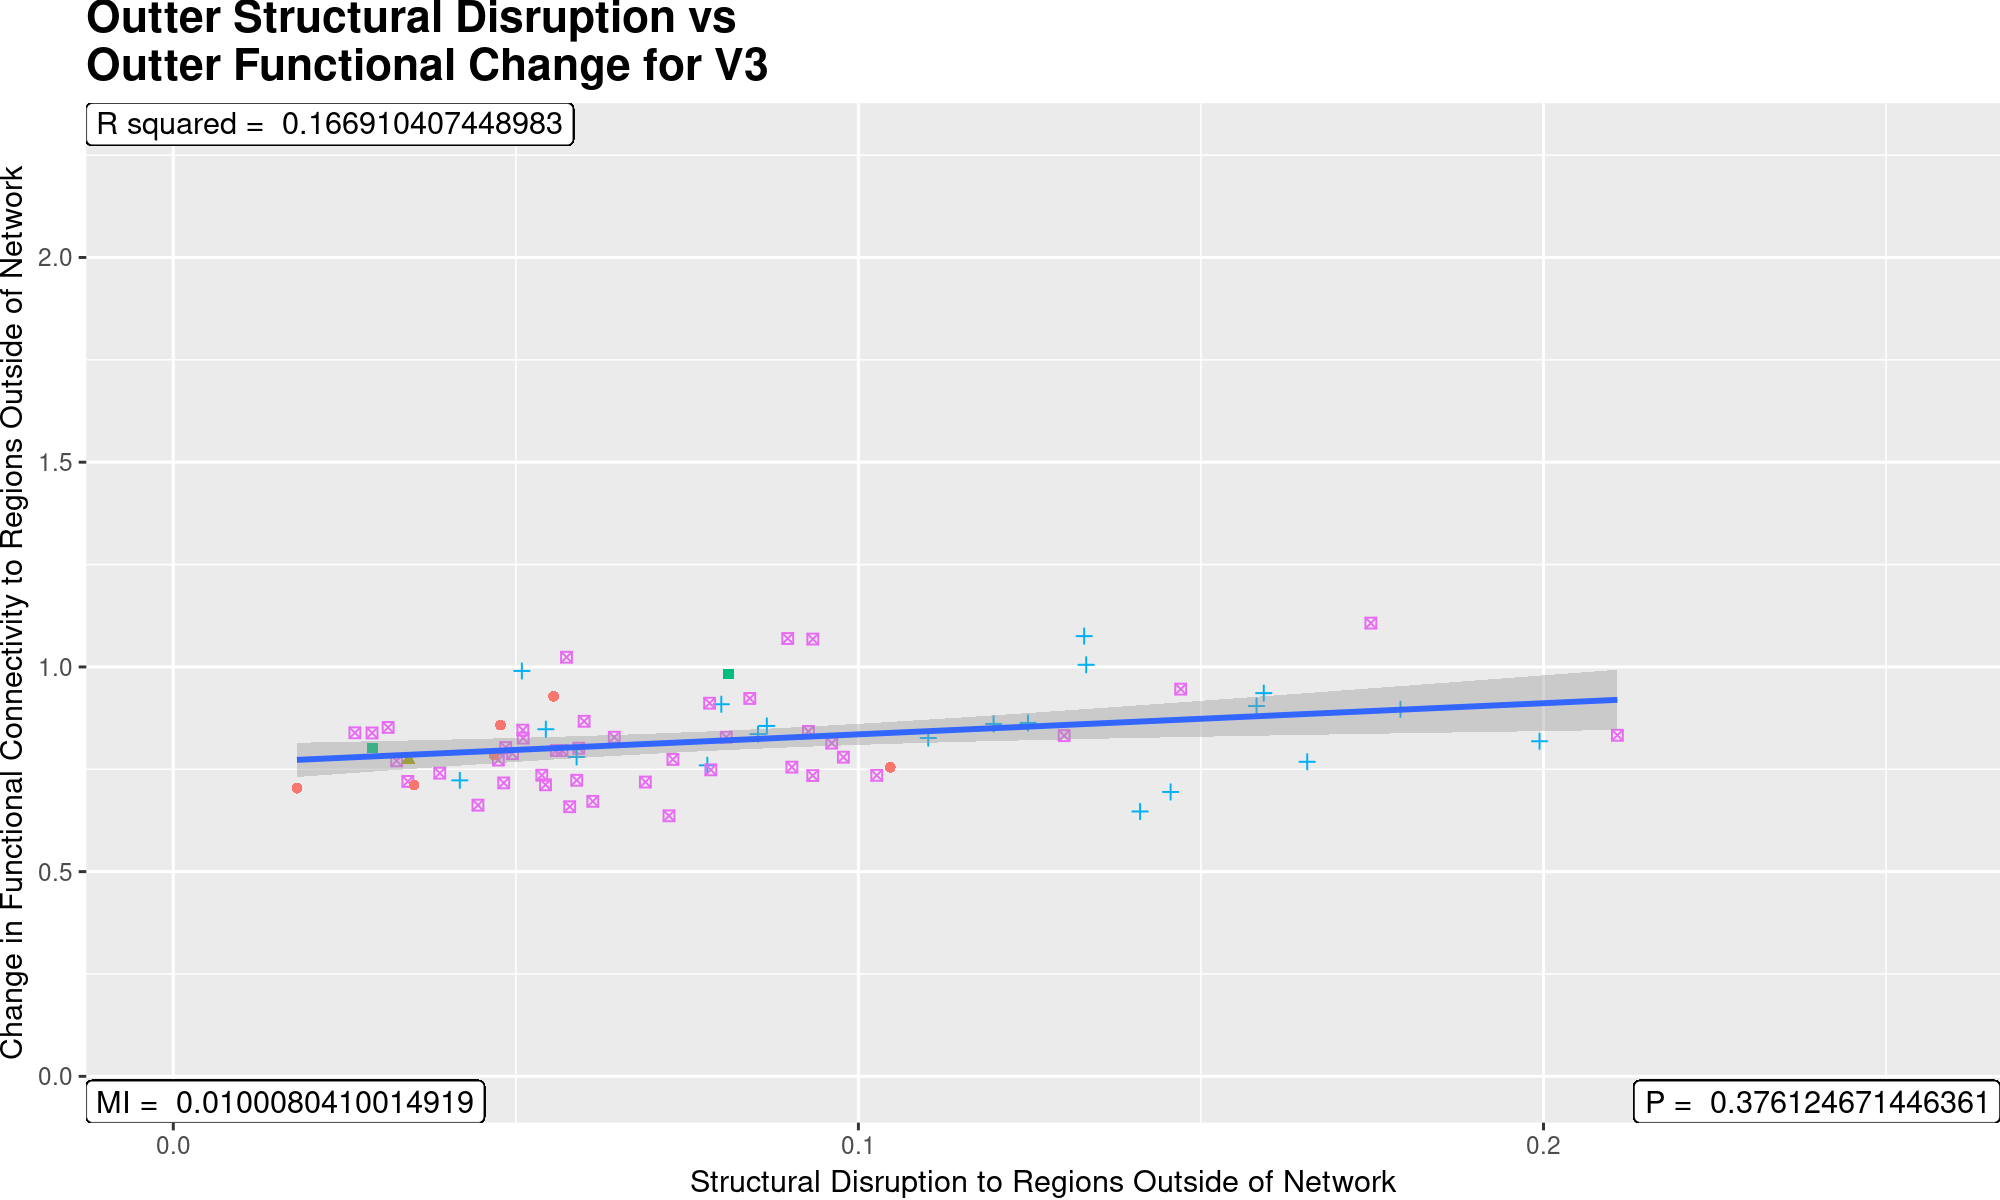 Outter Structural Disruption vs
Outter Functional Change for V3
R squared =  0.166910407448983
Change in Functional Connectivity to Regions Outside of Network
2.0
1.5
1.0
0.5
0.0
MI =  0.0100080410014919
P =  0.376124671446361
0.0
0.1
0.2
Structural Disruption to Regions Outside of Network